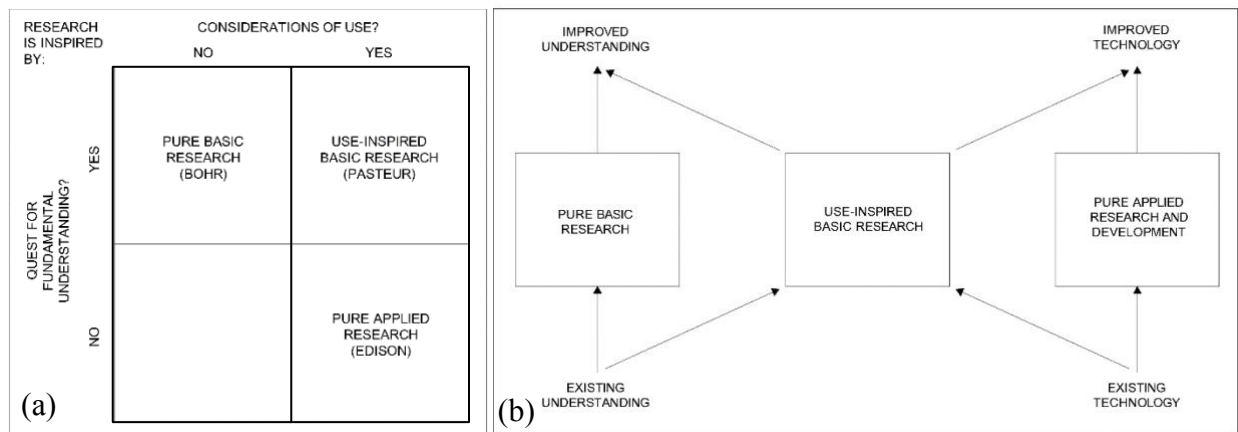 RESEARCH
IS INSPIRED
BY:
CONSIDERATIONS OF USE?
NO
YES
QUEST FOR
FUNDAMENTAL
UNDERSTANDING?
YES
NO
PURE BASIC
RESEARCH
(BOHR)
USE-INSPIRED
BASIC RESEARCH
(PASTEUR)
PURE APPLIED
RESEARCH
(EDISON)
(a)
IMPROVED
UNDERSTANDING
IMPROVED
TECHNOLOGY
PURE BASIC
RESEARCH
USE-INSPIRED
BASIC RESEARCH
PURE APPLIED
RESEARCH AND
DEVELOPMENT
EXISTING
UNDERSTANDING
EXISTING
TECHNOLOGY
(b)